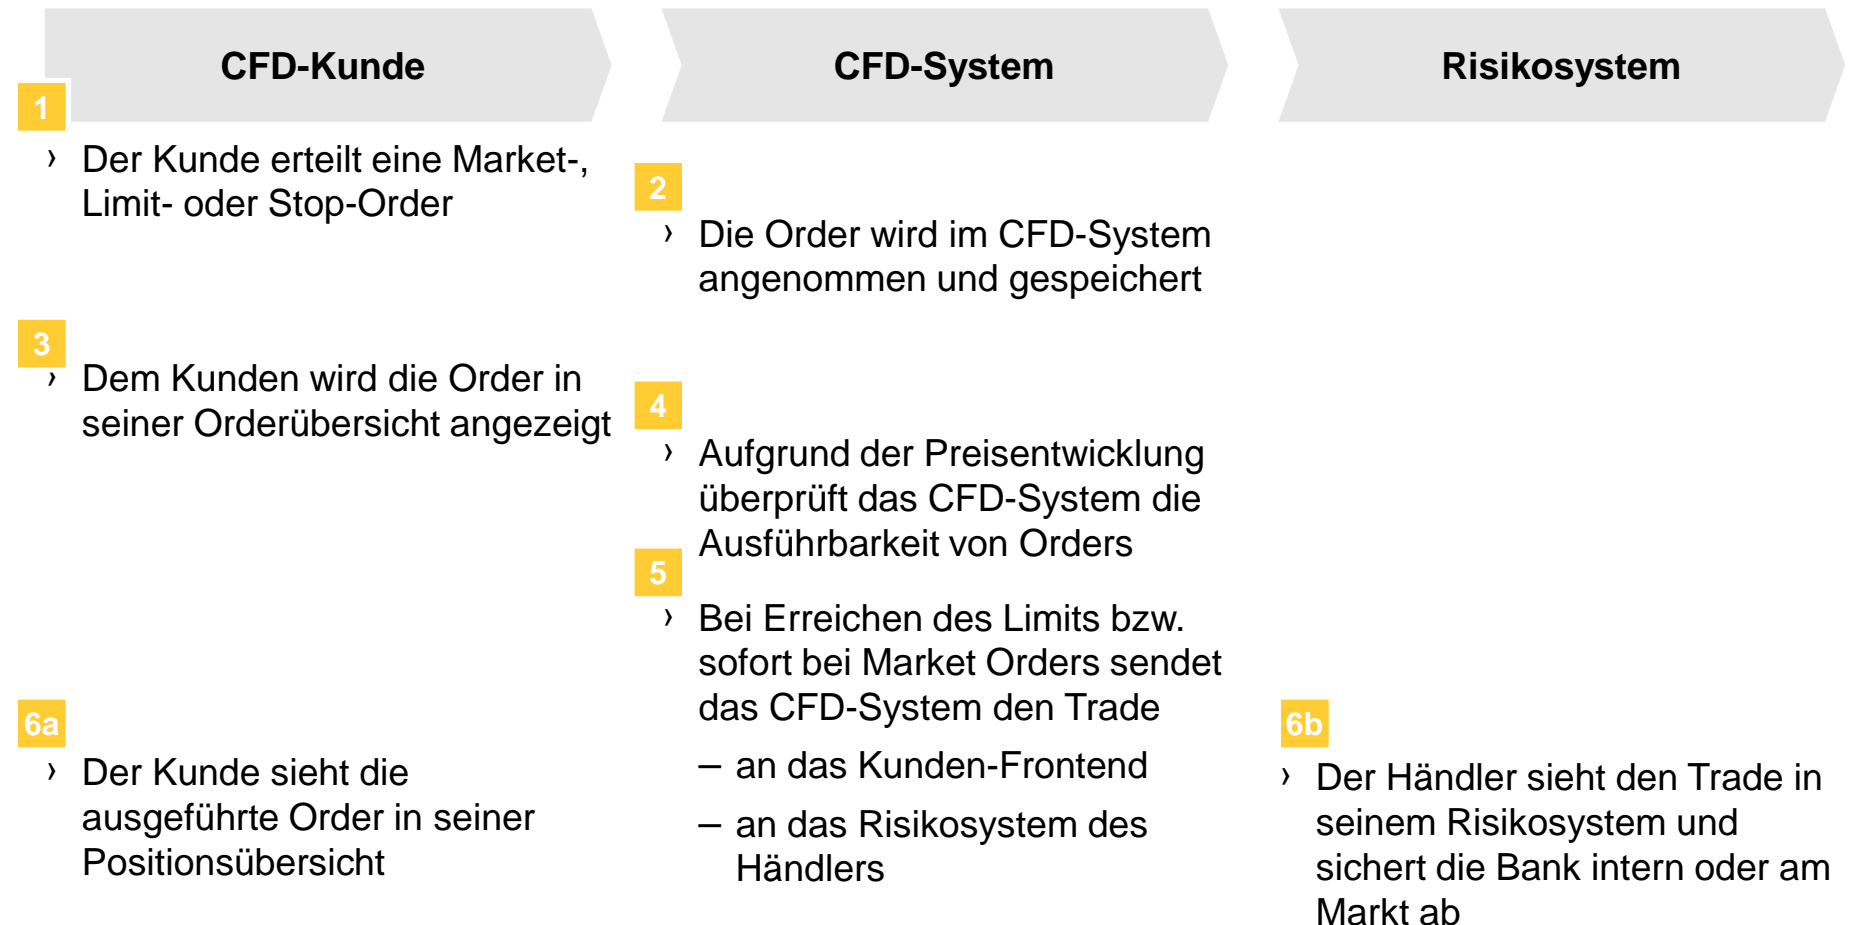 CFD-Kunde
CFD-System
Risikosystem
1
› Der Kunde erteilt eine Market-,
Limit- oder Stop-Order
2
› Die Order wird im CFD-System
angenommen und gespeichert
3
› Dem Kunden wird die Order in
seiner Orderübersicht angezeigt
4
› Aufgrund der Preisentwicklung
überprüft das CFD-System die
Ausführbarkeit von Orders
5
› Bei Erreichen des Limits bzw.
sofort bei Market Orders sendet
das CFD-System den Trade
– an das Kunden-Frontend
– an das Risikosystem des
Händlers
6a
› Der Kunde sieht die
ausgeführte Order in seiner
Positionsübersicht
6b
› Der Händler sieht den Trade in
seinem Risikosystem und
sichert die Bank intern oder am
Markt ab